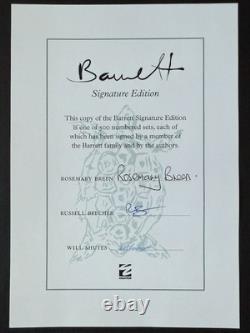 Barrett
Signature Edition
This copy of the Barrett Signature Edition
is one of 500 numbered sets, each of
which has been signed by a member of
the Barrett family and by the authors.
ROSEMARY BREEN Rosemary Breen.
RUSSELL BEECHER
WILL SHUTES